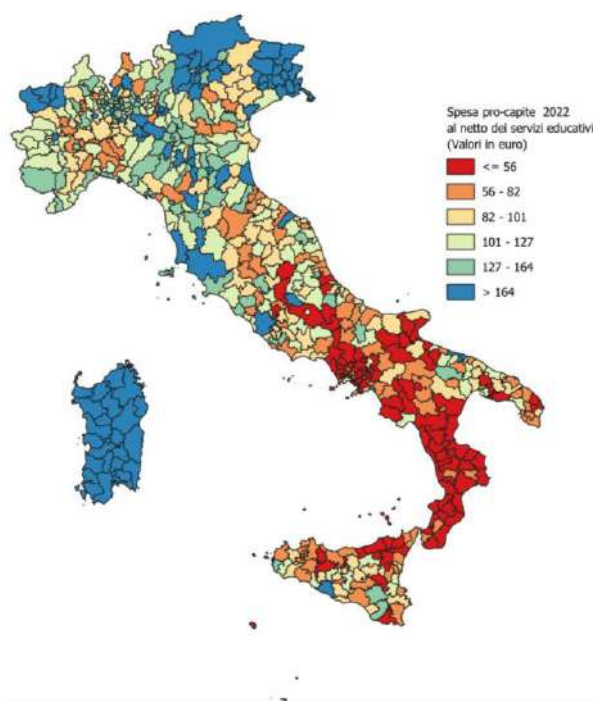 Spesa pro-capite 2022
al netto dei servizi educativi
(Valori in euro)
<= 56
56 - 82
82 - 101
101 - 127
127 - 164
> 164